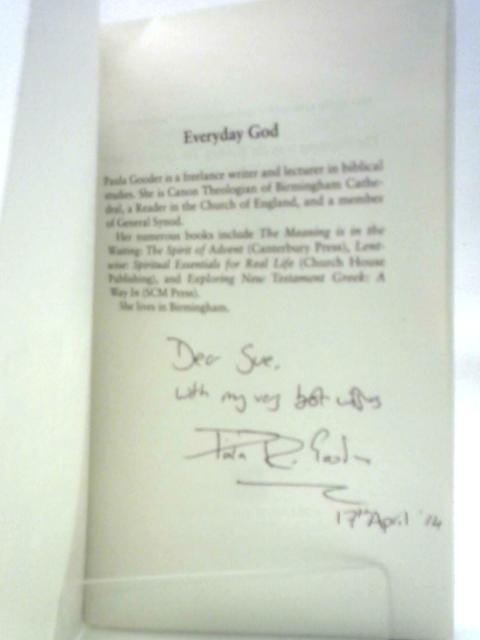 Everyday God
Paula Gooder is a freelance writer and lecturer in biblical
studies. She is Canon Theologian of Birmingham Cathe-
dral, a Reader in the Church of England, and a member
of General Synod.
Her numerous books include The Meaning is in the
Waiting: The Spirit of Advent (Canterbury Press), Lent-
wise: Spiritual Essentials for Real Life (Church House
Publishing), and Exploring New Testament Greek: A
Way In (SCM Press).
She lives in Birmingham.
Dear Sue,
with my very best wishes
Paula R. Gooder
17th April '14